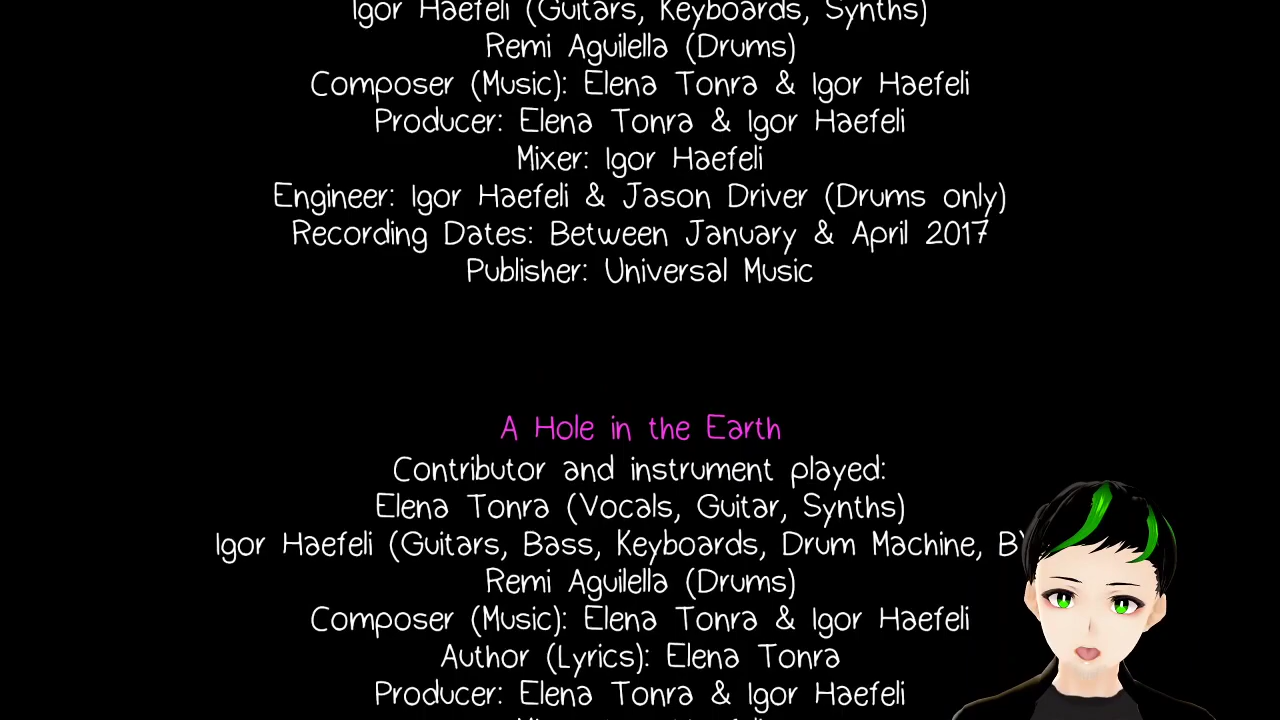 Igor Haefeli (Guitars, Keyboards, Synths)
Remi Aguilella (Drums)
Composer (Music): Elena Tonra & Igor Haefeli
Producer: Elena Tonra & Igor Haefeli
Mixer: Igor Haefeli
Engineer: Igor Haefeli & Jason Driver (Drums only)
Recording Dates: Between January & April 2017
Publisher: Universal Music
A Hole in the Earth
Contributor and instrument played:
Elena Tonra (Vocals, Guitar, Synths)
Igor Haefeli (Guitars, Bass, Keyboards, Drum Machine,
Remi Aguilella (Drums)
Composer (Music): Elena Tonra & Igor Haefeli
Author (Lyrics): Elena Tonra
Producer: Elena Tonra & Igor Haefeli